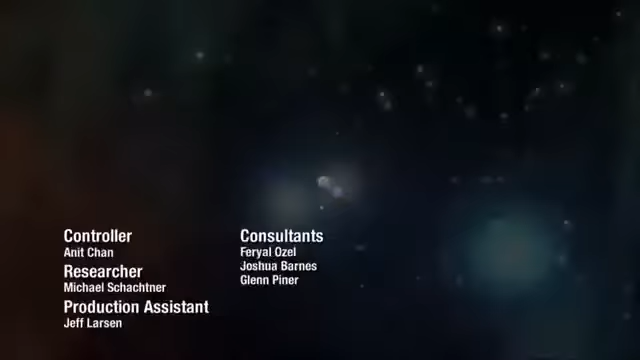 Controller
Anit Chan
Researcher
Michael Schachtner
Production Assistant
Jeff Larsen
Consultants
Feryal Ozel
Joshua Barnes
Glenn Piner